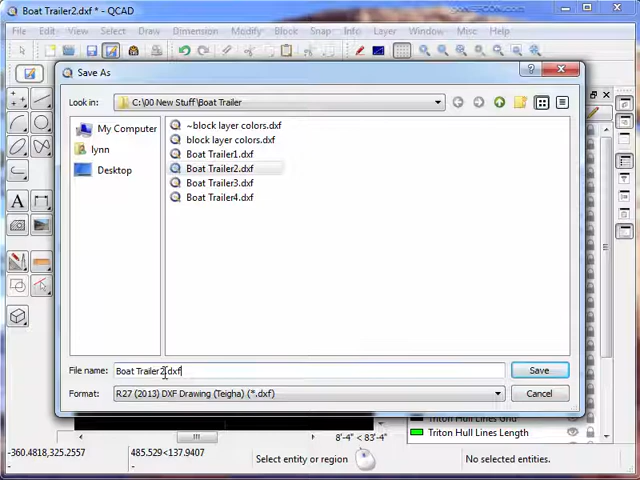 Boat Trailer2.dxf * - QCAD
File Edit View Select Draw Dimension Modify Block Snap Info Layer Window Misc Help
Save As
Look in: C:\00 New Stuff\Boat Trailer
My Computer
lynn
Desktop
~block layer colors.dxf
block layer colors.dxf
Boat Trailer1.dxf
Boat Trailer2.dxf
Boat Trailer3.dxf
Boat Trailer4.dxf
File name: Boat Trailer2.dxf Save
Format: R27 (2013) DXF Drawing (Teigha) (*.dxf) Cancel
Triton Hull Lines Grid
Triton Hull Lines Length
8'-4" < 83'-4"
-360.4818,325.2557 485.529<137.9407 Select entity or region No selected entities.